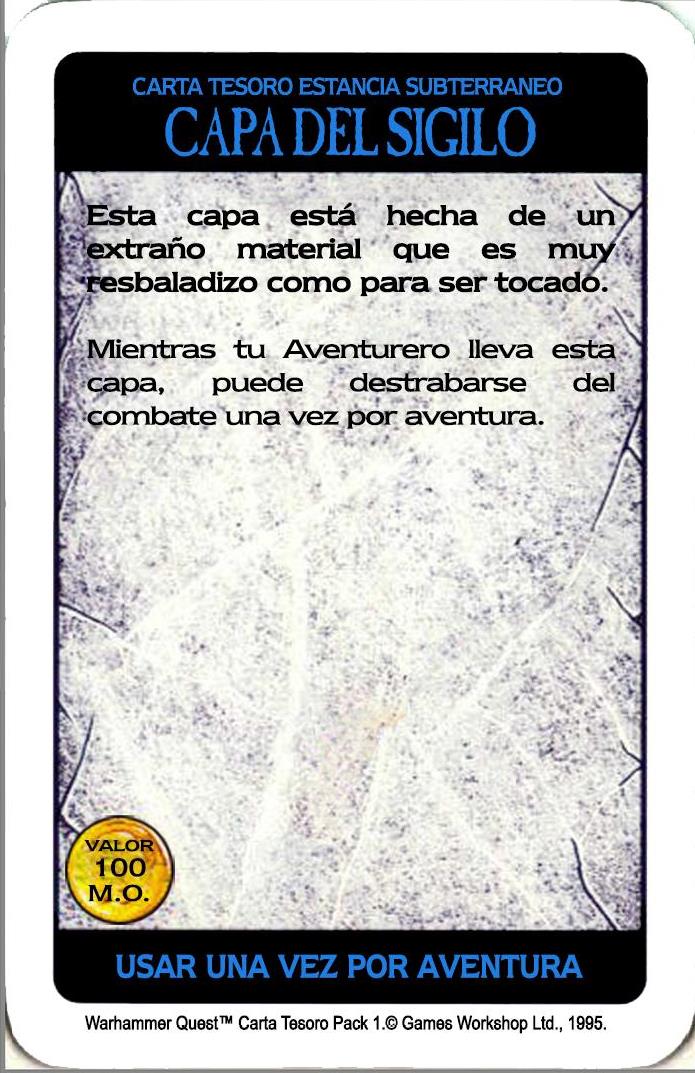 CARTA TESORO ESTANCIA SUBTERRANEO
CAPA DEL SIGILO
Esta capa está hecha de un
extraño material que es muy
resbaladizo como para ser tocado.
Mientras tu Aventurero lleva esta
capa, puede destrabarse del
combate una vez por aventura.
VALOR
100
M.O.
USAR UNA VEZ POR AVENTURA
Warhammer Quest™ Carta Tesoro Pack 1.© Games Workshop Ltd., 1995.